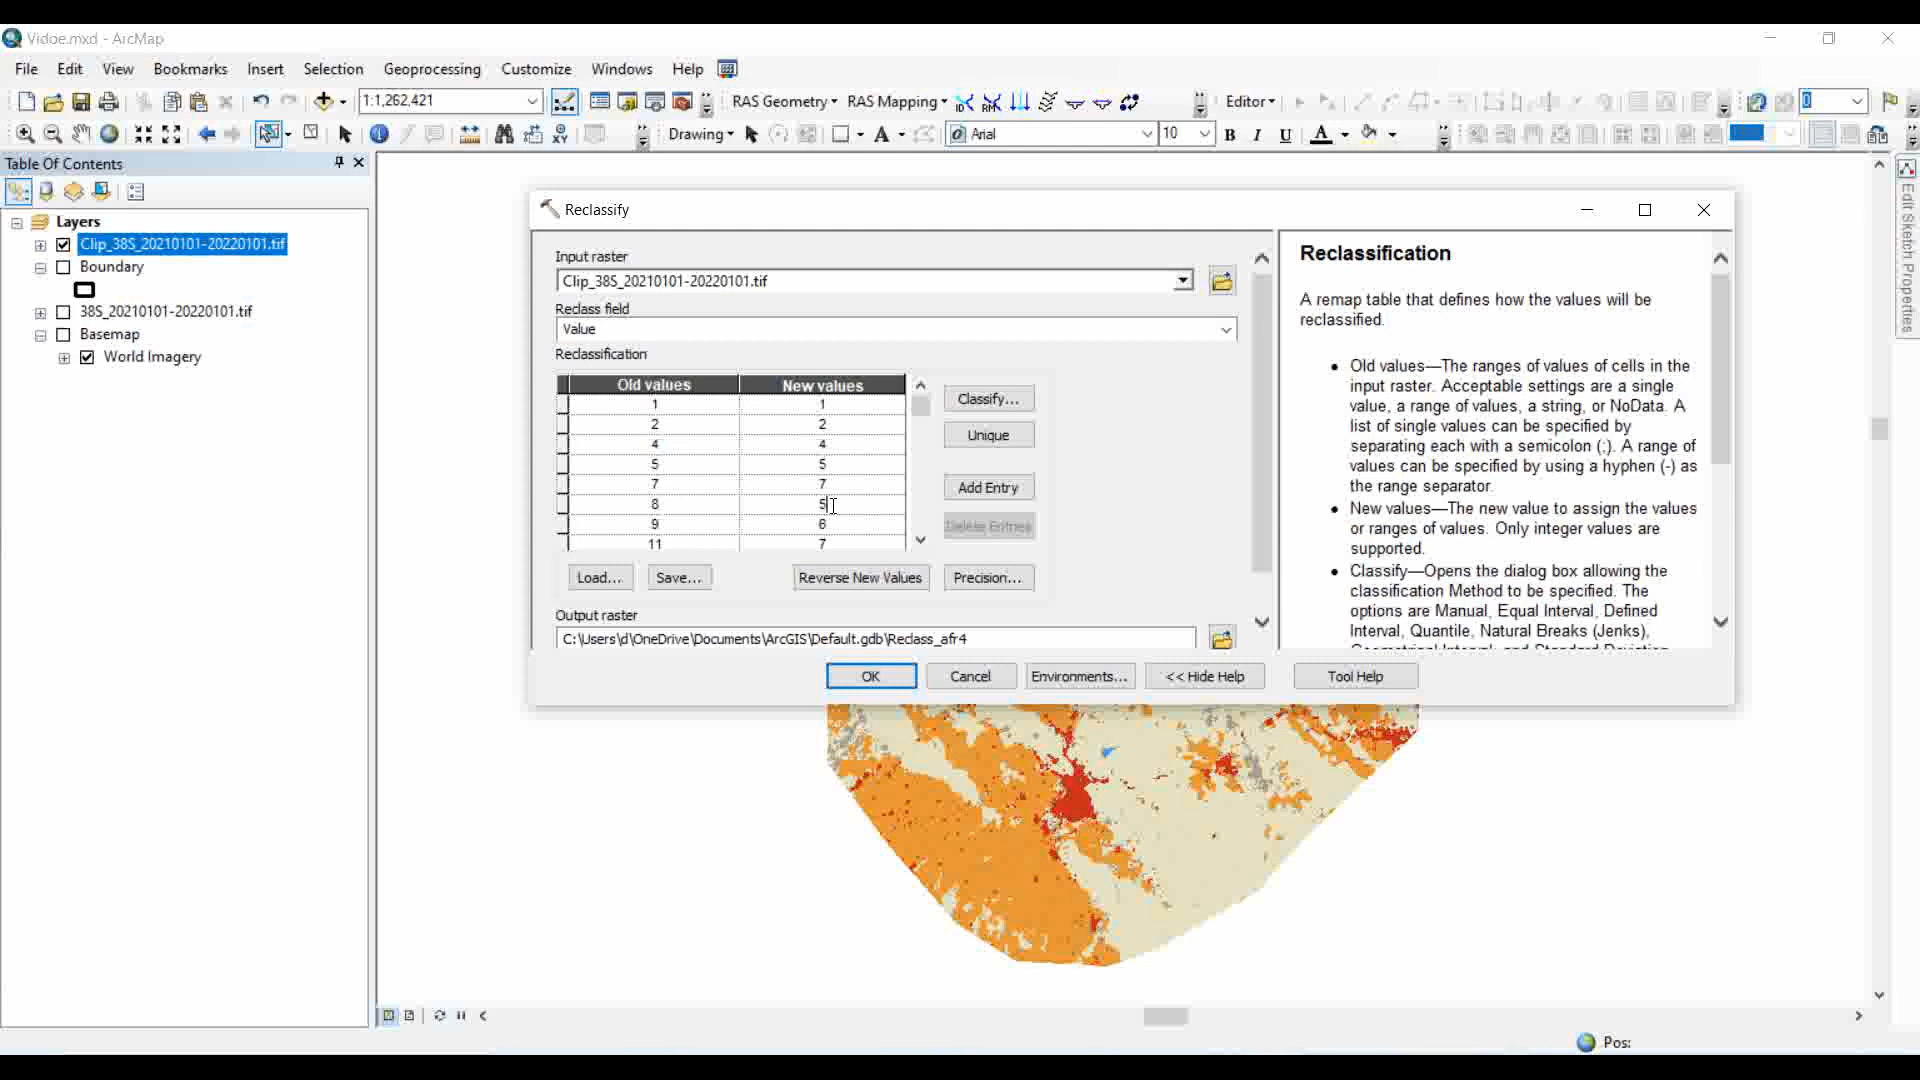 Vidoe.mxd - ArcMap
File Edit View Bookmarks Insert Selection Geoprocessing Customize Windows Help
1:1,262,421 RAS Geometry RAS Mapping ID RM Editor 0
Drawing A Arial 10 B I U A
Table Of Contents
Layers
Clip_38S_20210101-20220101.tif
Boundary
38S_20210101-20220101.tif
Basemap
World Imagery
Reclassify
Input raster
Clip_38S_20210101-20220101.tif
Reclass field
Value
Reclassification
Old values New values
1 1
2 2
4 4
5 5
7 7
8 5
9 6
11 7
Classify...
Unique
Add Entry
Delete Entries
Load... Save... Reverse New Values Precision...
Output raster
C:\Users\d\OneDrive\Documents\ArcGIS\Default.gdb\Reclass_afr4
OK Cancel Environments... << Hide Help Tool Help
Reclassification
A remap table that defines how the values will be
reclassified.
• Old values—The ranges of values of cells in the
input raster. Acceptable settings are a single
value, a range of values, a string, or NoData. A
list of single values can be specified by
separating each with a semicolon (;). A range of
values can be specified by using a hyphen (-) as
the range separator.
• New values—The new value to assign the values
or ranges of values. Only integer values are
supported.
• Classify—Opens the dialog box allowing the
classification Method to be specified. The
options are Manual, Equal Interval, Defined
Interval, Quantile, Natural Breaks (Jenks),
Edit Sketch Properties
Pos: